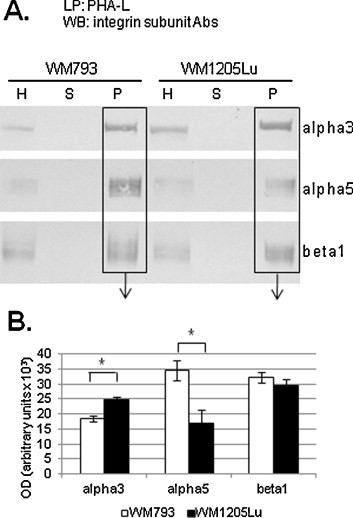 A. LP: PHA-L
WB: integrin subunit Abs
WM793 WM1205Lu
H S P H S P
alpha3
alpha5
beta1
B.
OD (arbitrary units x10³)
40
35
30
25
20
15
10
5
0
* *
alpha3 alpha5 beta1
WM793 WM1205Lu